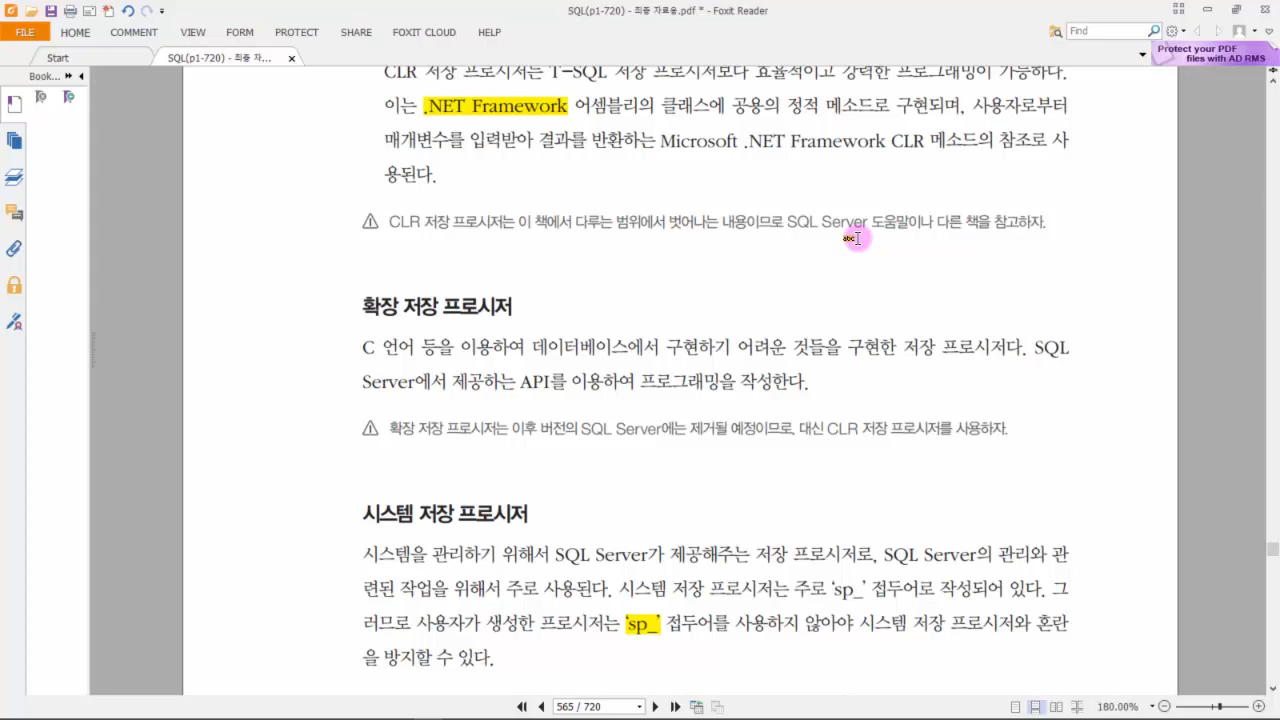 SQL(p1-720) - 최종 자료용.pdf * - Foxit Reader
FILE HOME COMMENT VIEW FORM PROTECT SHARE FOXIT CLOUD HELP
Find
Start SQL(p1-720) - 최종 자...
Protect your PDF
files with AD RMS
Book...
CLR 저장 프로시저는 T-SQL 저장 프로시저보다 효율적이고 강력한 프로그래밍이 가능하다.
이는 .NET Framework 어셈블리의 클래스에 공용의 정적 메소드로 구현되며, 사용자로부터
매개변수를 입력받아 결과를 반환하는 Microsoft .NET Framework CLR 메소드의 참조로 사
용된다.
CLR 저장 프로시저는 이 책에서 다루는 범위에서 벗어나는 내용이므로 SQL Server 도움말이나 다른 책을 참고하자.
abc
확장 저장 프로시저
C 언어 등을 이용하여 데이터베이스에서 구현하기 어려운 것들을 구현한 저장 프로시저다. SQL
Server에서 제공하는 API를 이용하여 프로그래밍을 작성한다.
확장 저장 프로시저는 이후 버전의 SQL Server에는 제거될 예정이므로, 대신 CLR 저장 프로시저를 사용하자.
시스템 저장 프로시저
시스템을 관리하기 위해서 SQL Server가 제공해주는 저장 프로시저로, SQL Server의 관리와 관
련된 작업을 위해서 주로 사용된다. 시스템 저장 프로시저는 주로 ‘sp_’ 접두어로 작성되어 있다. 그
러므로 사용자가 생성한 프로시저는 ‘sp_’ 접두어를 사용하지 않아야 시스템 저장 프로시저와 혼란
을 방지할 수 있다.
565 / 720
180.00%